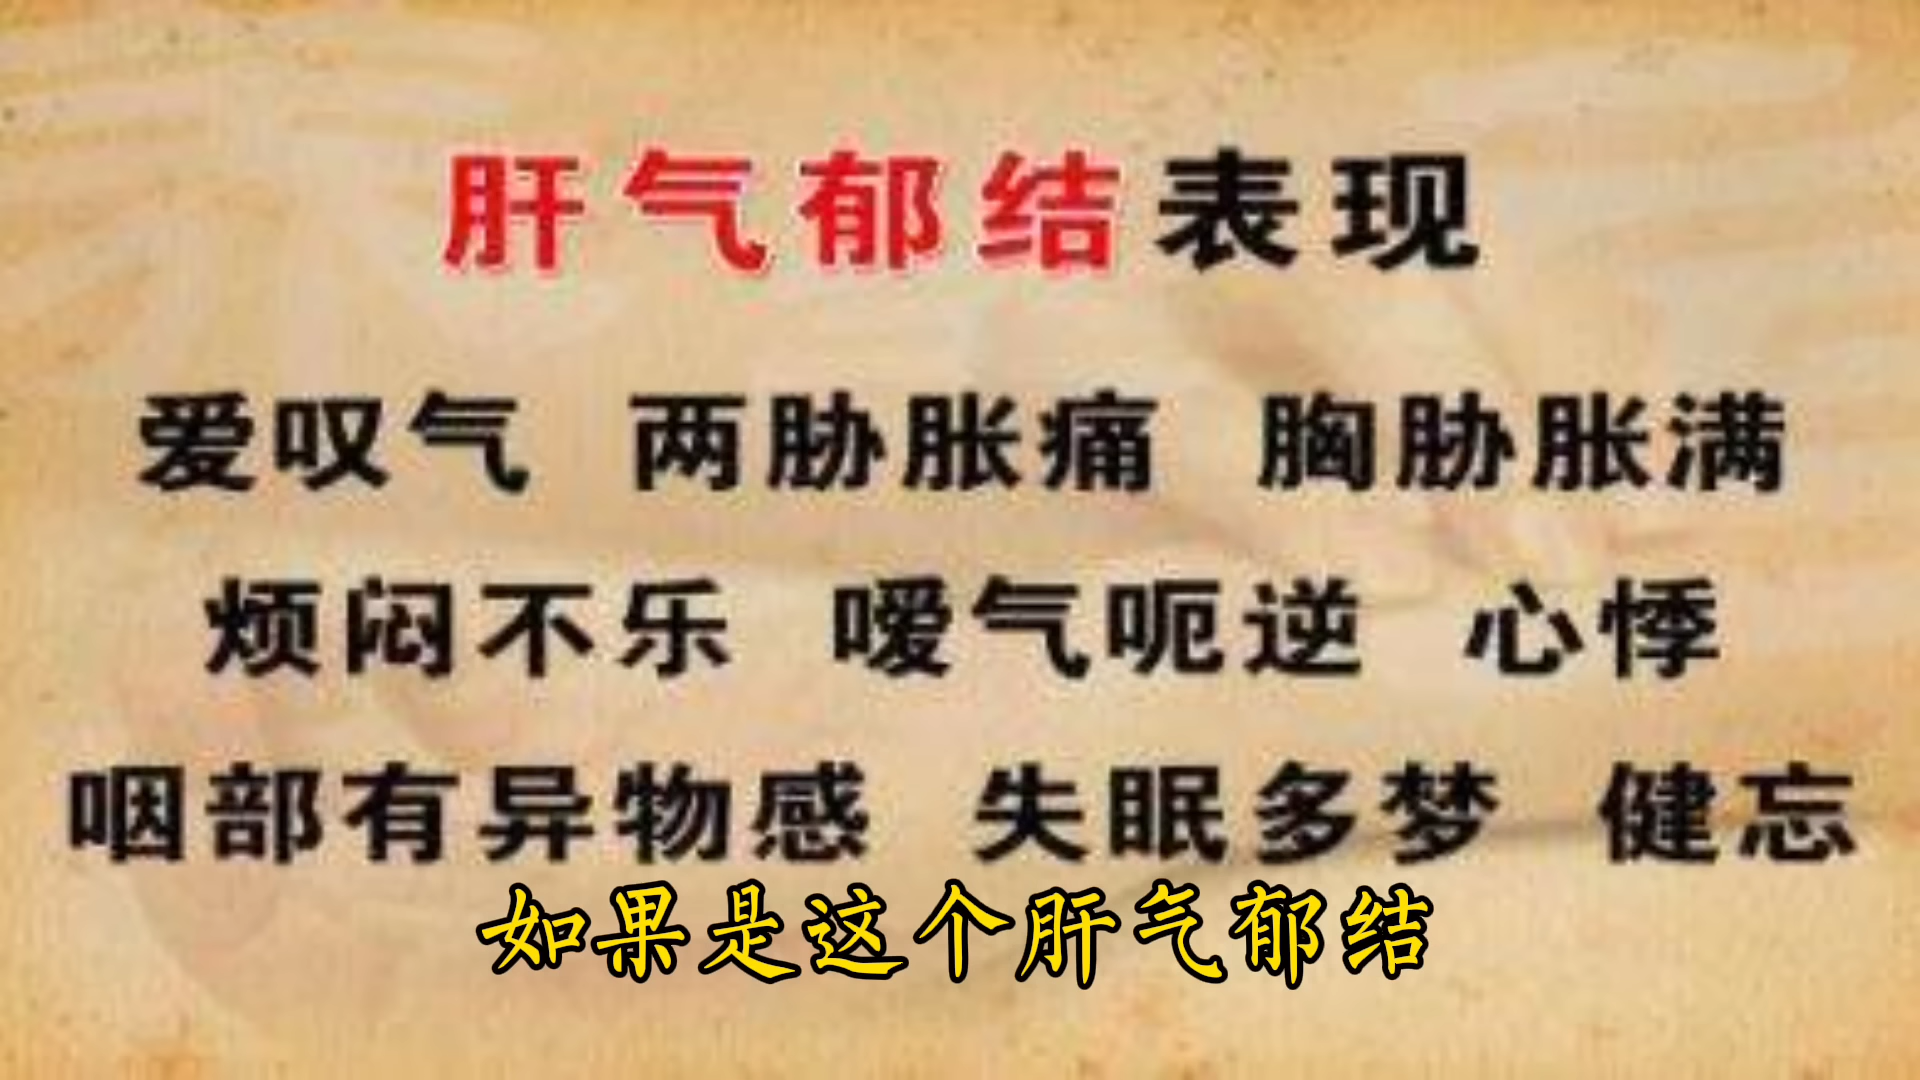 肝气郁结表现
爱叹气 两胁胀痛 胸胁胀满
烦闷不乐 嗳气呃逆 心悸
咽部有异物感 失眠多梦 健忘
如果是这个肝气郁结